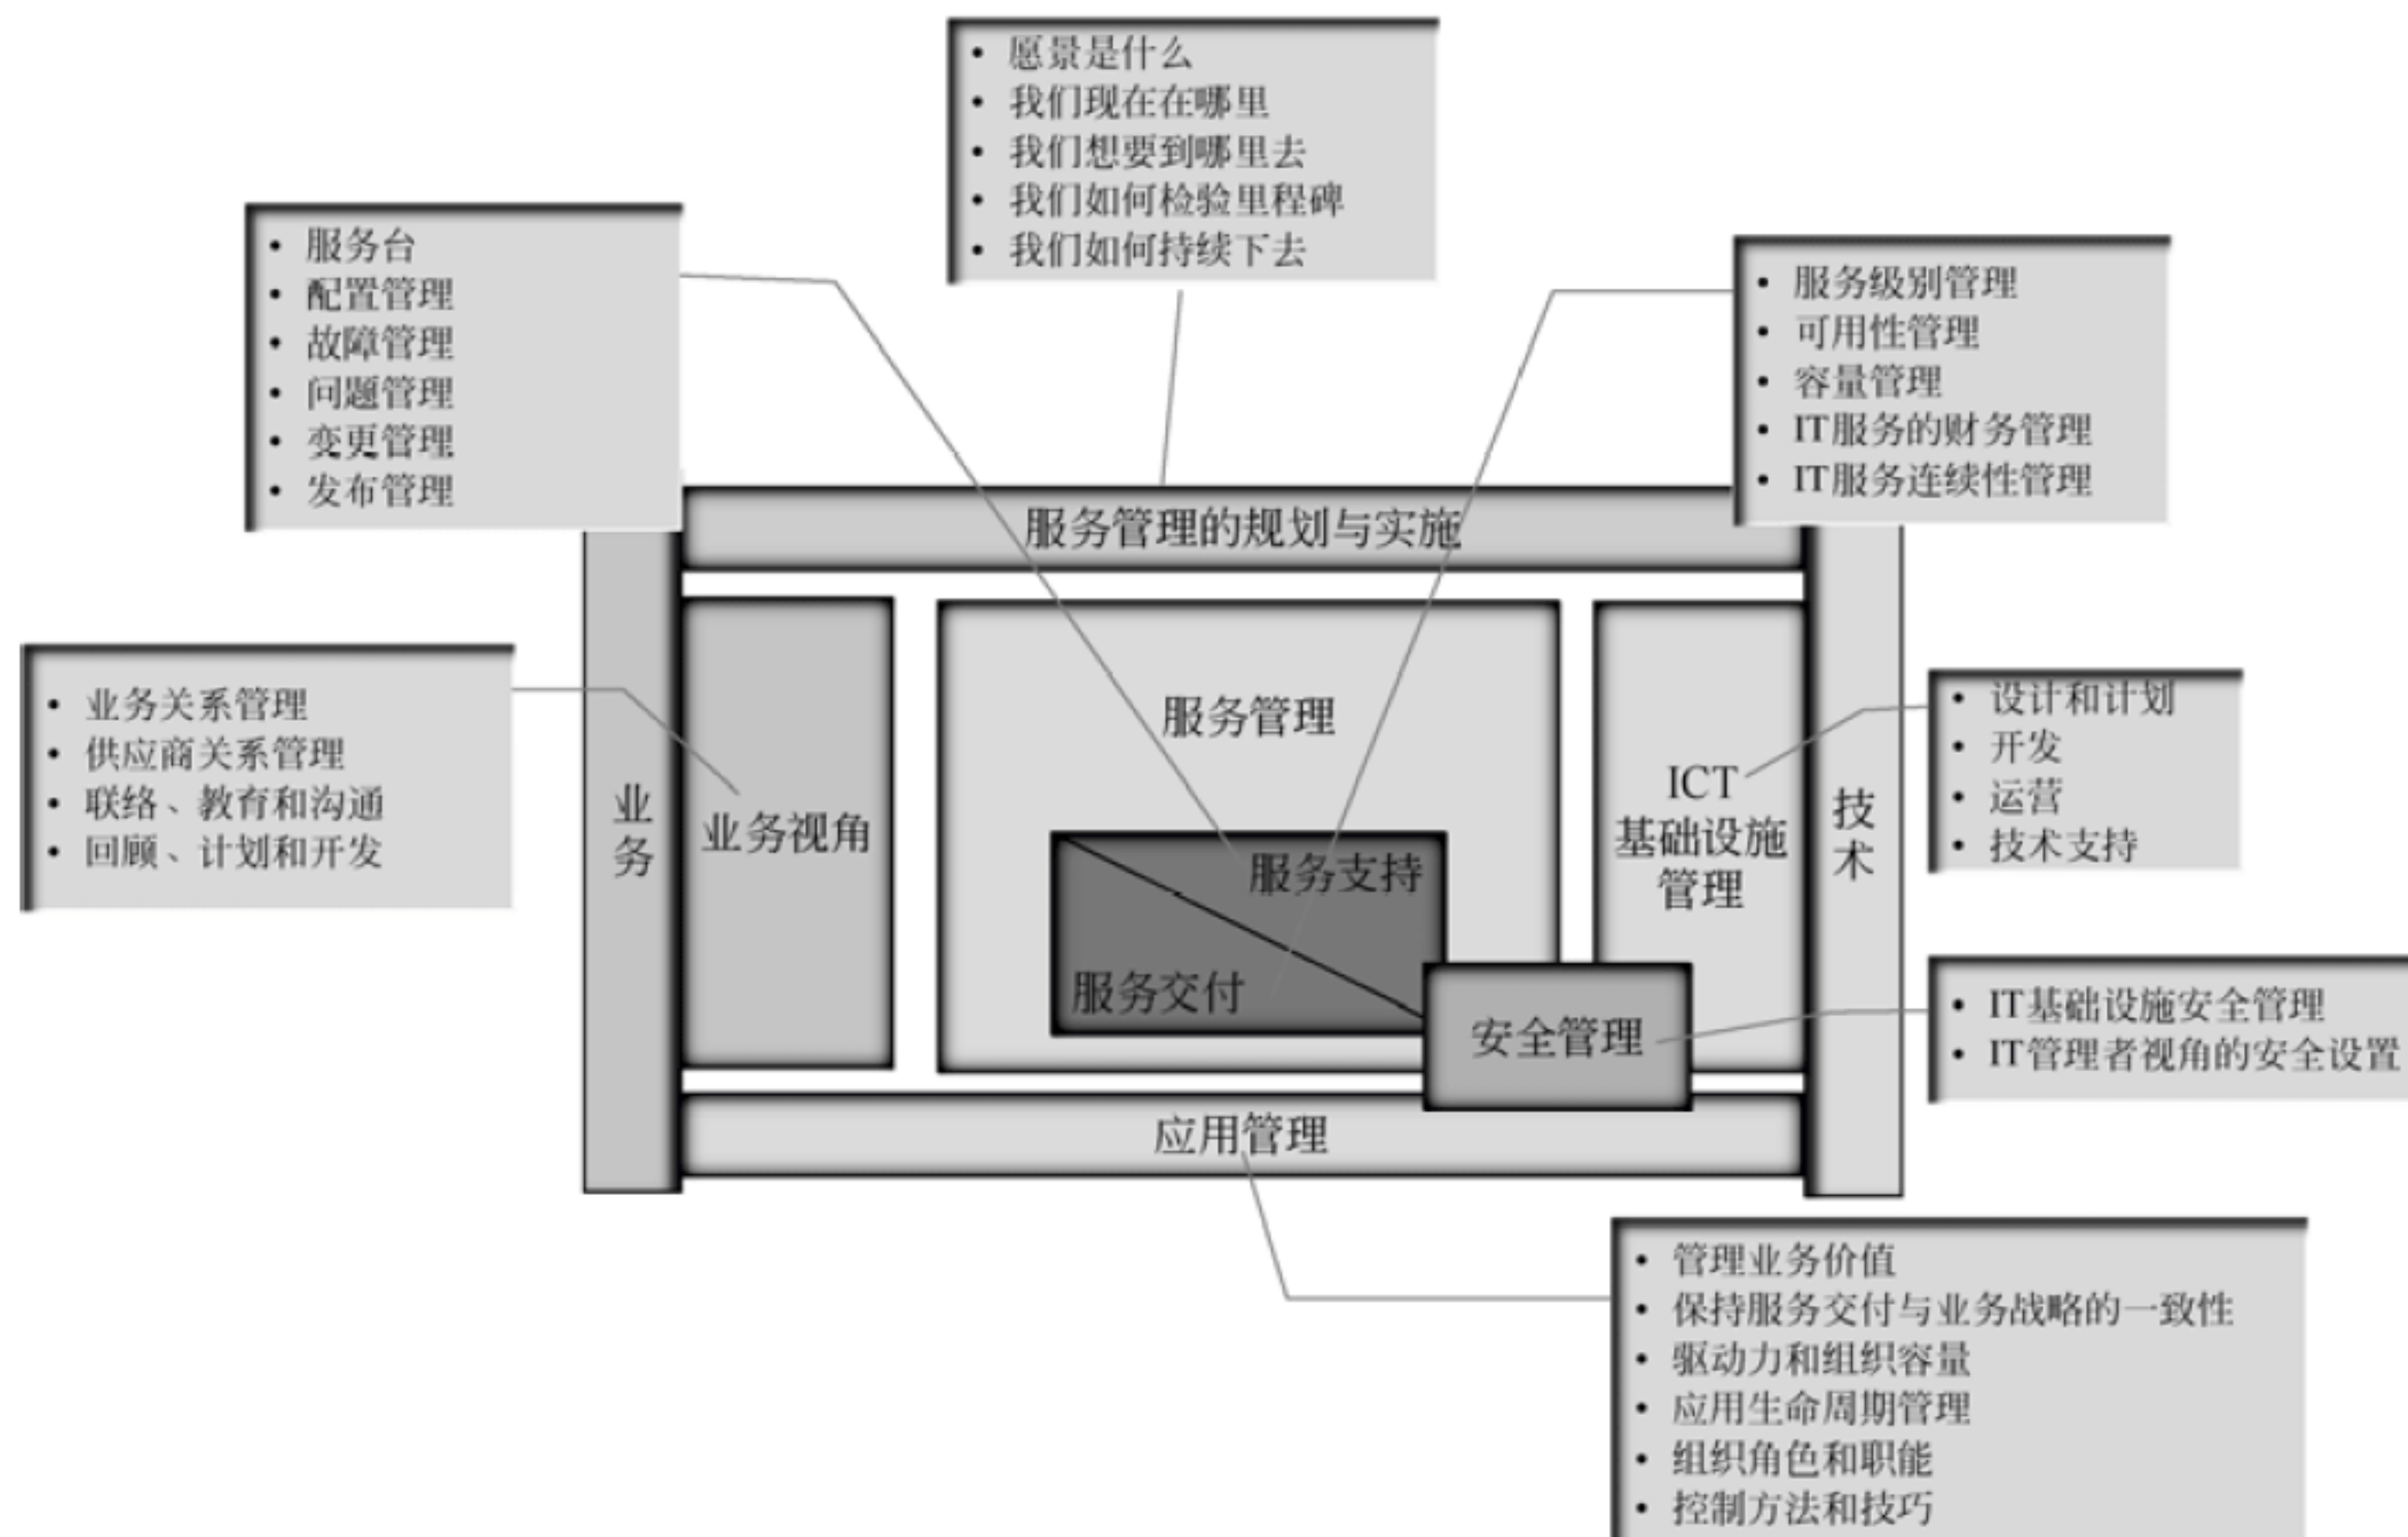 愿景是什么
我们现在在哪里
我们想要到哪里去
我们如何检验里程碑
我们如何持续下去
服务台
配置管理
故障管理
问题管理
变更管理
发布管理
服务级别管理
可用性管理
容量管理
IT服务的财务管理
IT服务连续性管理
服务管理的规划与实施
业务关系管理
供应商关系管理
联络、教育和沟通
回顾、计划和开发
业务
业务视角
服务管理
服务支持
服务交付
ICT
基础设施
管理
技术
设计和计划
开发
运营
技术支持
安全管理
IT基础设施安全管理
IT管理者视角的安全设置
应用管理
管理业务价值
保持服务交付与业务战略的一致性
驱动力和组织容量
应用生命周期管理
组织角色和职能
控制方法和技巧